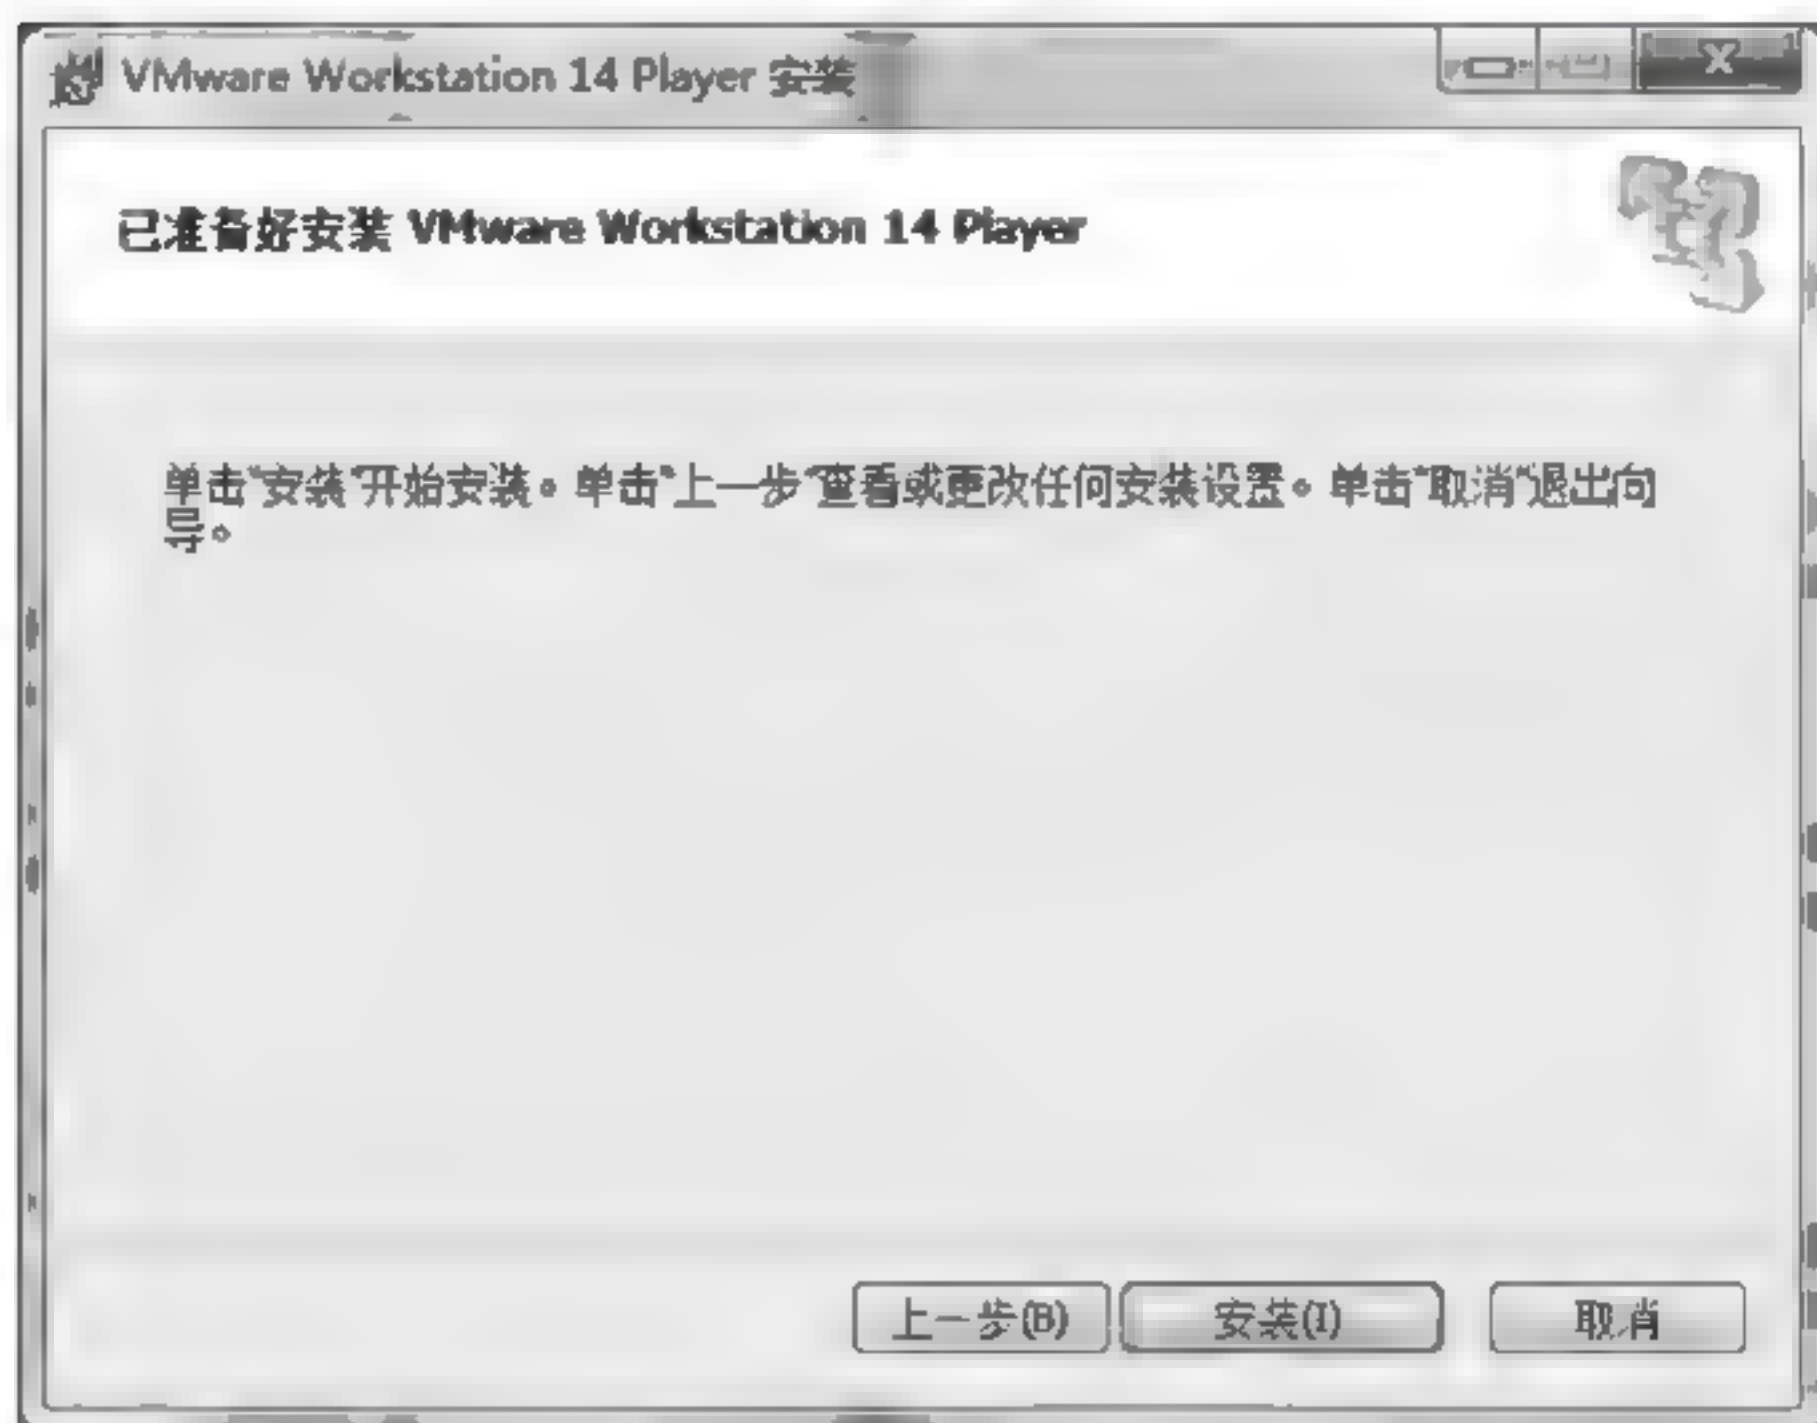 VMware Workstation 14 Player 安装
已准备好安装 VMware Workstation 14 Player
单击“安装”开始安装。单击“上一步”查看或更改任何安装设置。单击“取消”退出向
导。
上一步(B) 安装(I) 取消